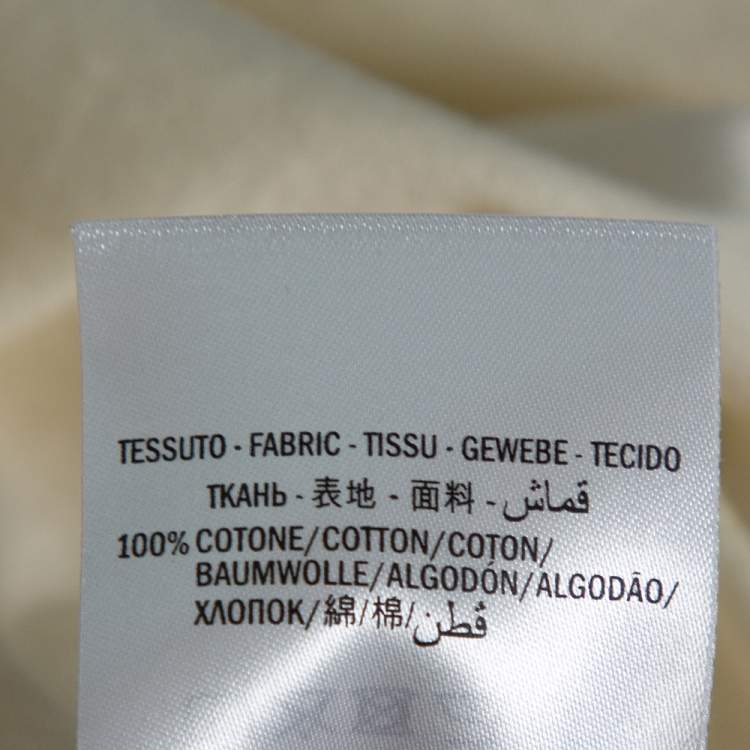 TESSUTO - FABRIC - TISSU - GEWEBE - TECIDO
ТКАНЬ - 表地 - 面料 - قماش
100% COTONE/COTTON/COTON/
BAUMWOLLE/ALGODÓN/ALGODÃO/
ХЛОПОК/綿/棉/قطن